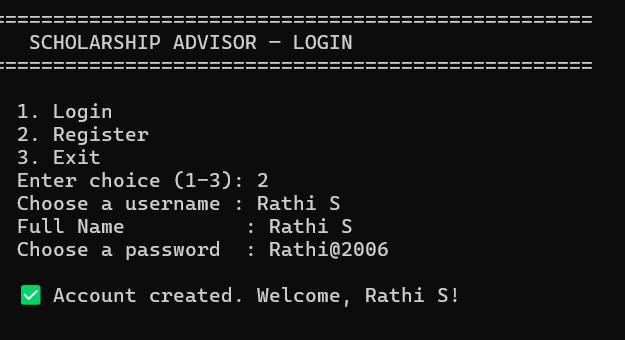 ==================================================
SCHOLARSHIP ADVISOR — LOGIN
==================================================
1. Login
2. Register
3. Exit
Enter choice (1-3): 2
Choose a username : Rathi S
Full Name          : Rathi S
Choose a password  : Rathi@2006
✅ Account created. Welcome, Rathi S!